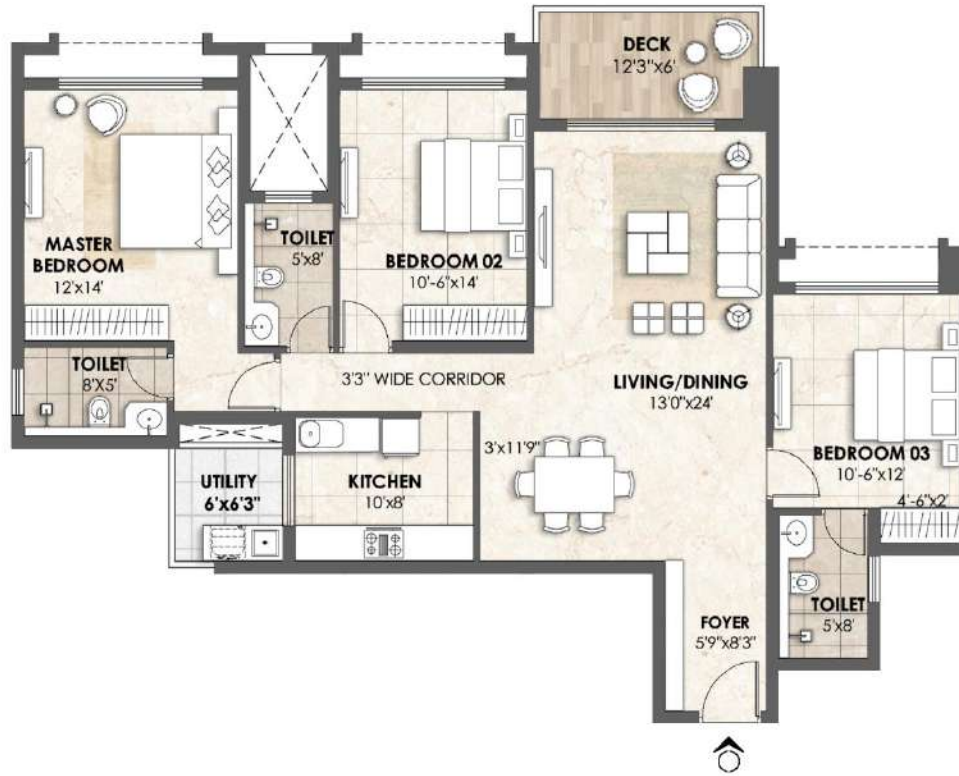 DECK
12'3"x6'
MASTER
BEDROOM
12'x14'
TOILET
5'x8'
BEDROOM 02
10'-6"x14'
X
TOILET
8'X5'
3'3" WIDE CORRIDOR
LIVING/DINING
13'0"x24'
BEDROOM 03
10'-6"x12'
4'-6"x2'
UTILITY
6'x6'3"
KITCHEN
10'x8'
3'x11'9"
FOYER
5'9"x8'3"
TOILET
5'x8'